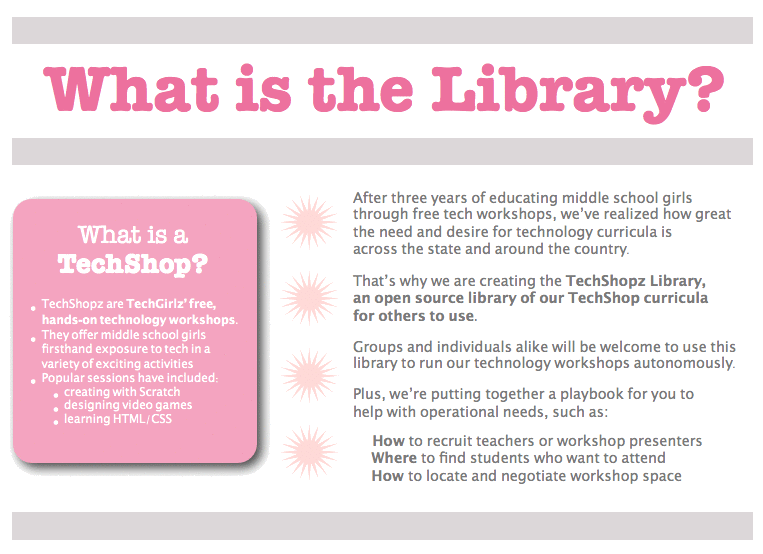 What is the Library?
What is a
TechShop?
TechShopz are TechGirlz’ free,
hands-on technology workshops.
They offer middle school girls
firsthand exposure to tech in a
variety of exciting activities
Popular sessions have included:
creating with Scratch
designing video games
learning HTML/CSS
After three years of educating middle school girls
through free tech workshops, we’ve realized how great
the need and desire for technology curricula is
across the state and around the country.
That’s why we are creating the TechShopz Library,
an open source library of our TechShop curricula
for others to use.
Groups and individuals alike will be welcome to use this
library to run our technology workshops autonomously.
Plus, we’re putting together a playbook for you to
help with operational needs, such as:
How to recruit teachers or workshop presenters
Where to find students who want to attend
How to locate and negotiate workshop space